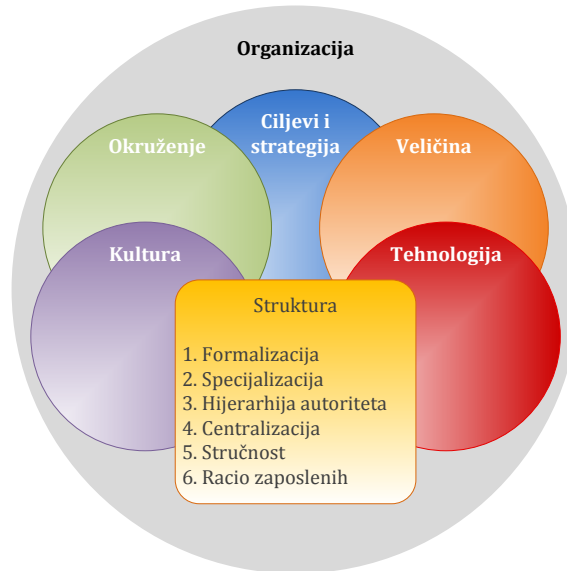 Organizacija
Ciljevi i
strategija
Okruženje
Veličina
Kultura
Tehnologija
Struktura
1. Formalizacija
2. Specijalizacija
3. Hijerarhija autoriteta
4. Centralizacija
5. Stručnost
6. Racio zaposlenih